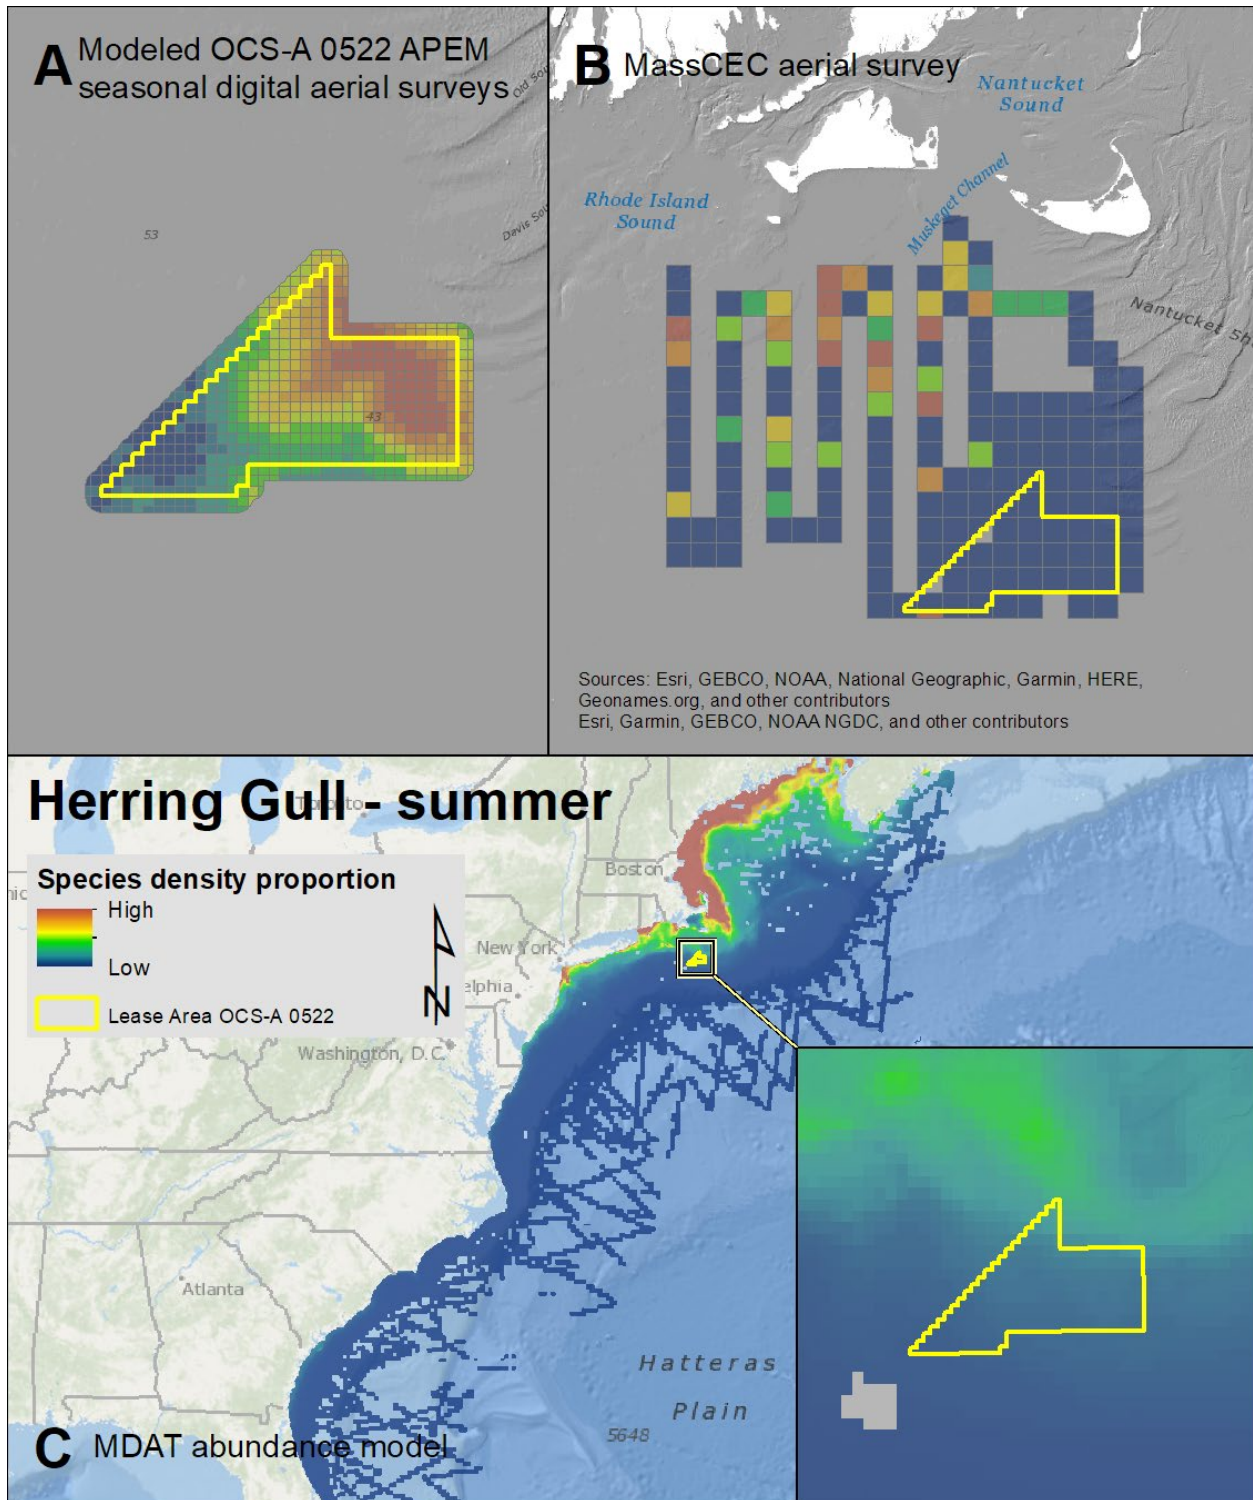 A Modeled OCS-A 0522 APEM
seasonal digital aerial surveys
53
43
B MassCEC aerial survey
Nantucket
Sound
Rhode Island
Sound
Muskeget Channel
Sources: Esri, GEBCO, NOAA, National Geographic, Garmin, HERE,
Geonames.org, and other contributors
Esri, Garmin, GEBCO, NOAA NGDC, and other contributors
Herring Gull - summer
Species density proportion
High
Low
Lease Area OCS-A 0522
N
Boston
New York
Washington, D.C.
Atlanta
Hatteras
Plain
5648
C MDAT abundance model